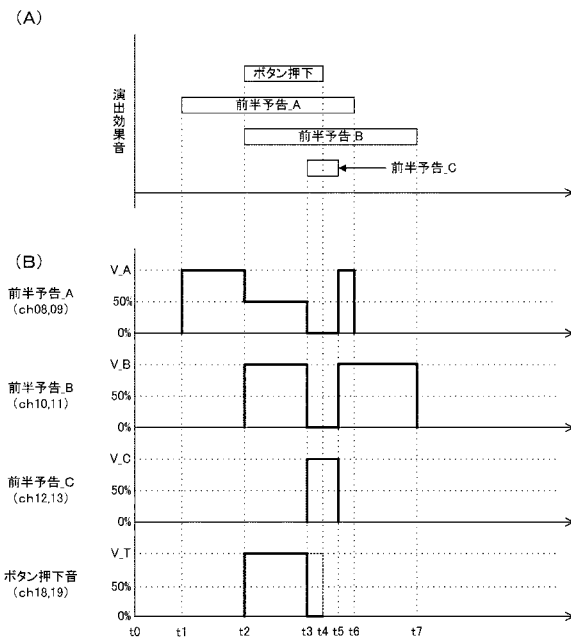 (A)
演出効果音
ボタン押下
前半予告_A
前半予告_B
前半予告_C
(B)
前半予告_A
(ch08,09)
V_A
50%
0%
前半予告_B
(ch10,11)
V_B
50%
0%
前半予告_C
(ch12,13)
V_C
50%
0%
ボタン押下音
(ch18,19)
V_T
50%
0%
t0 t1 t2 t3 t4 t5 t6 t7